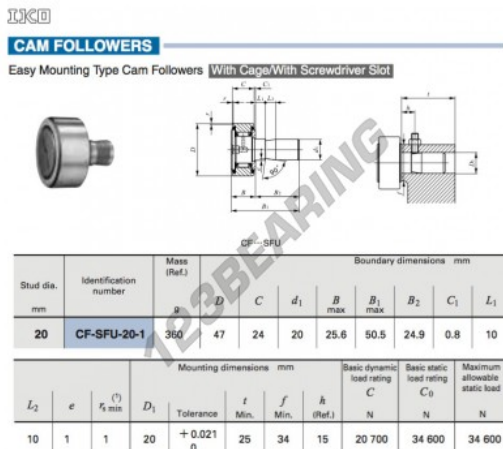 IKO
CAM FOLLOWERS
Easy Mounting Type Cam Followers With Cage/With Screwdriver Slot
CF-SFU
123BEARING
Stud dia. mm Identification number Mass (Ref.) g Boundary dimensions mm
D C d1 B max B1 max B2 C1 L1
20 CF-SFU-20-1 360 47 24 20 25.6 50.5 24.9 0.8 10
Mounting dimensions mm Basic dynamic load rating C N Basic static load rating C0 N Maximum allowable static load N
L2 e rs min (1) D1 Tolerance t Min. f Min. h (Ref.)
10 1 1 20 +0.021 0 25 34 15 20 700 34 600 34 600